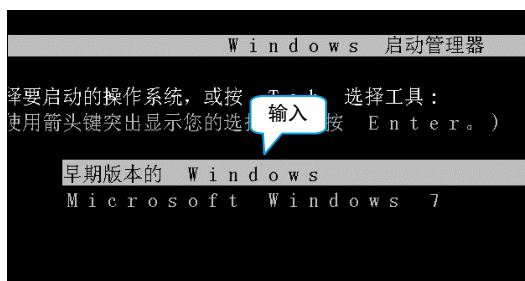 Windows 启动管理器
择要启动的操作系统，或按 选择工具：
使用箭头键突出显示您的选 按 Enter。）
输入
早期版本的 Windows
Microsoft Windows 7